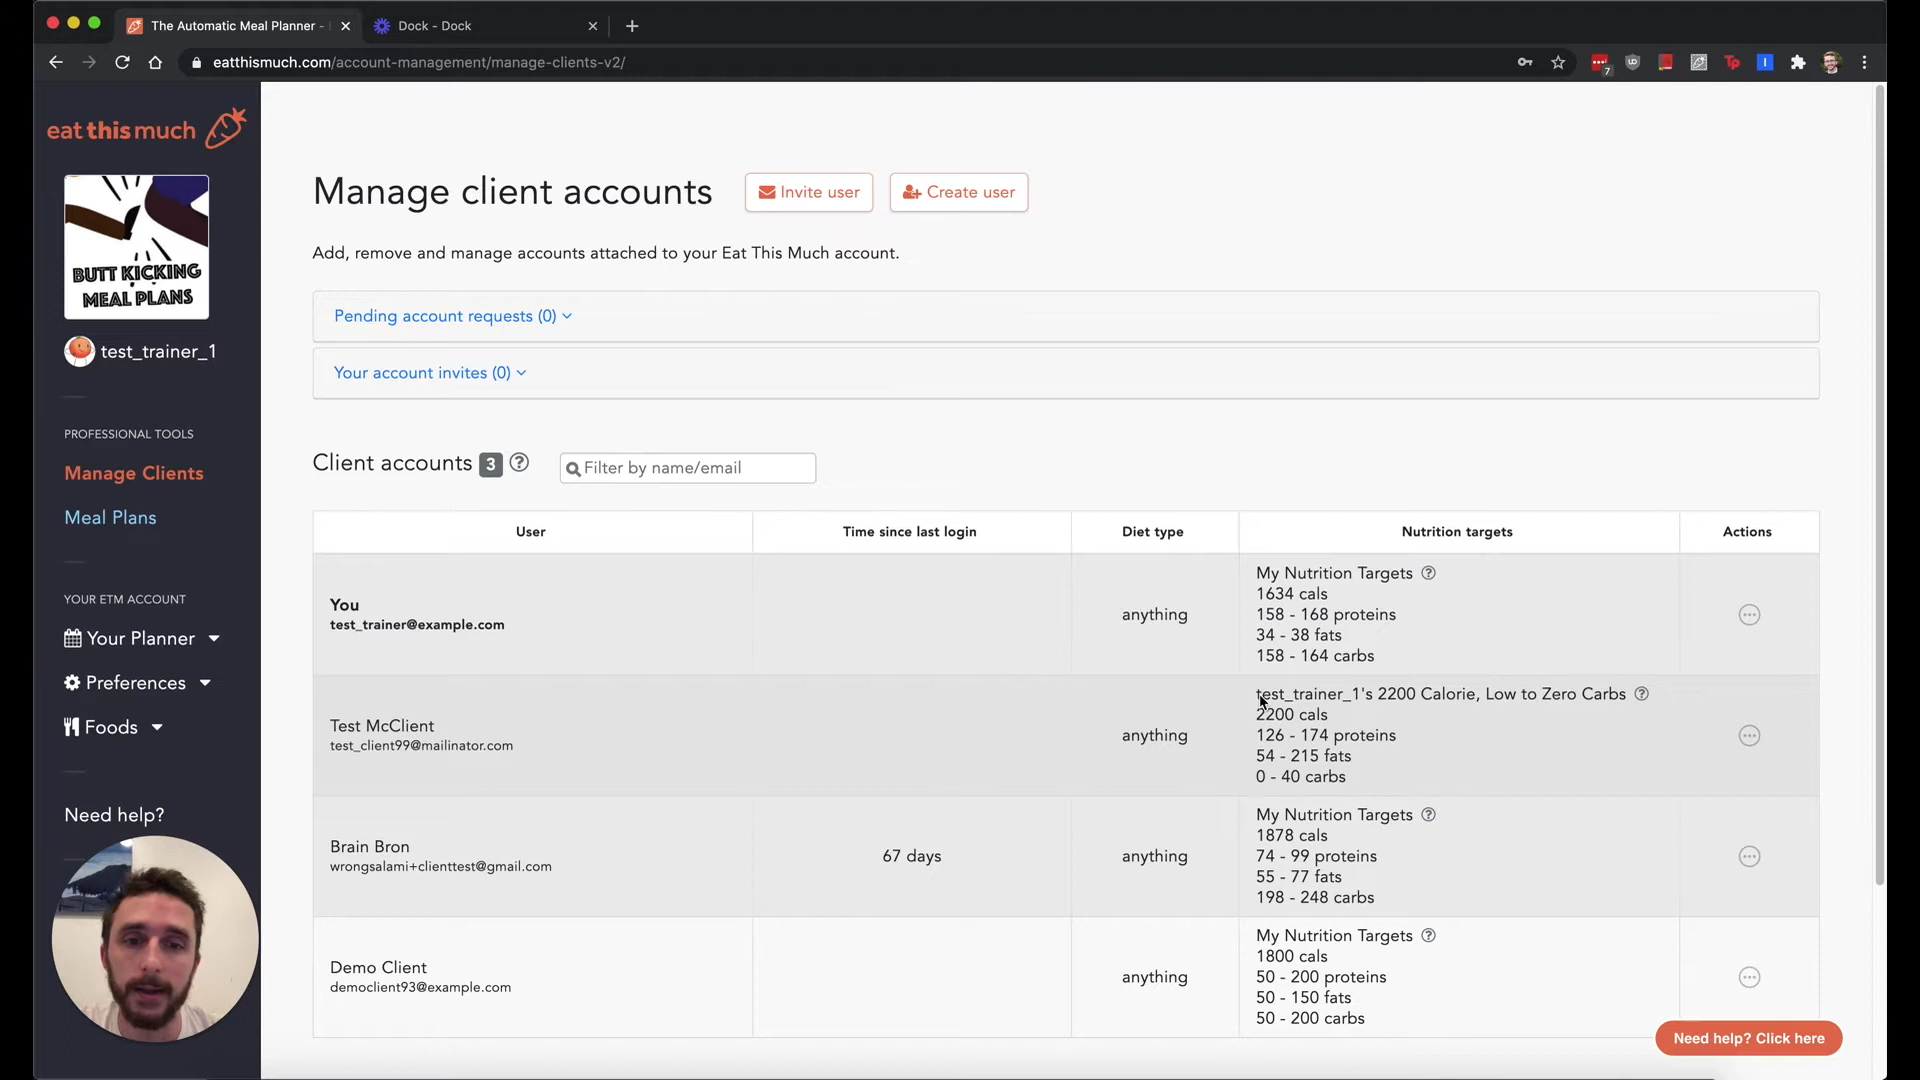 The Automatic Meal Planner -
Dock - Dock
eatthismuch.com/account-management/manage-clients-v2/
7
eat this much
BUTT KICKING
MEAL PLANS
test_trainer_1
PROFESSIONAL TOOLS
Manage Clients
Meal Plans
YOUR ETM ACCOUNT
Your Planner
Preferences
Foods
Need help?
Manage client accounts
Invite user
Create user
Add, remove and manage accounts attached to your Eat This Much account.
Pending account requests (0)
Your account invites (0)
Client accounts 3
Filter by name/email
User
Time since last login
Diet type
Nutrition targets
Actions
You
test_trainer@example.com
anything
My Nutrition Targets
1634 cals
158 - 168 proteins
34 - 38 fats
158 - 164 carbs
Test McClient
test_client99@mailinator.com
anything
test_trainer_1's 2200 Calorie, Low to Zero Carbs
2200 cals
126 - 174 proteins
54 - 215 fats
0 - 40 carbs
Brain Bron
wrongsalami+clienttest@gmail.com
67 days
anything
My Nutrition Targets
1878 cals
74 - 99 proteins
55 - 77 fats
198 - 248 carbs
Demo Client
democlient93@example.com
anything
My Nutrition Targets
1800 cals
50 - 200 proteins
50 - 150 fats
50 - 200 carbs
Need help? Click here